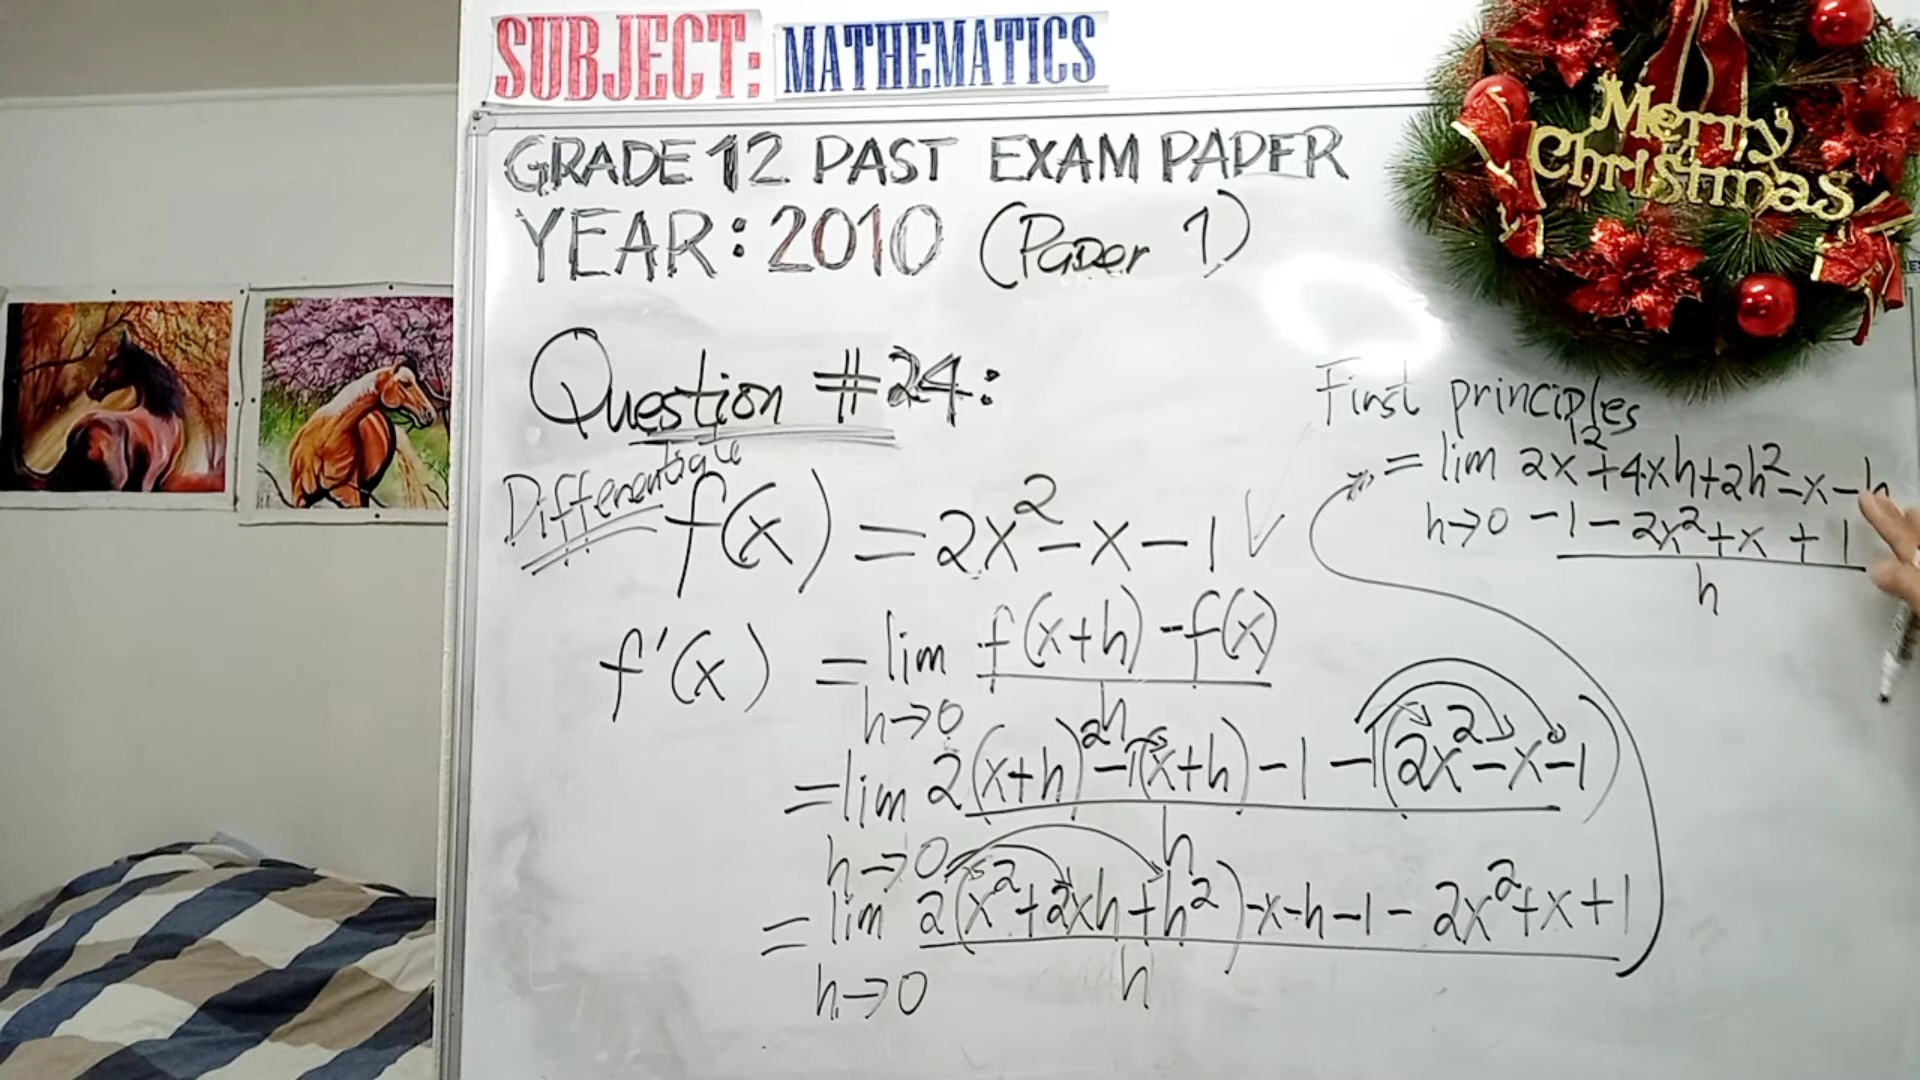 SUBJECT: MATHEMATICS
Merry
Christmas
GRADE 12 PAST EXAM PAPER
YEAR: 2010 (Paper 1)
Question #24:
Differentiate
f(x) = 2x² - x - 1
f'(x) = lim f(x+h) - f(x)
h→0 h
= lim 2(x+h)² - 1(x+h) - 1 - 1(2x² - x - 1)
h→0 h
= lim 2(x² + 2xh + h²) - x - h - 1 - 2x² + x + 1
h→0 h
First principles
= lim 2x² + 4xh + 2h² - x - h
h→0 - 1 - 2x² + x + 1
h